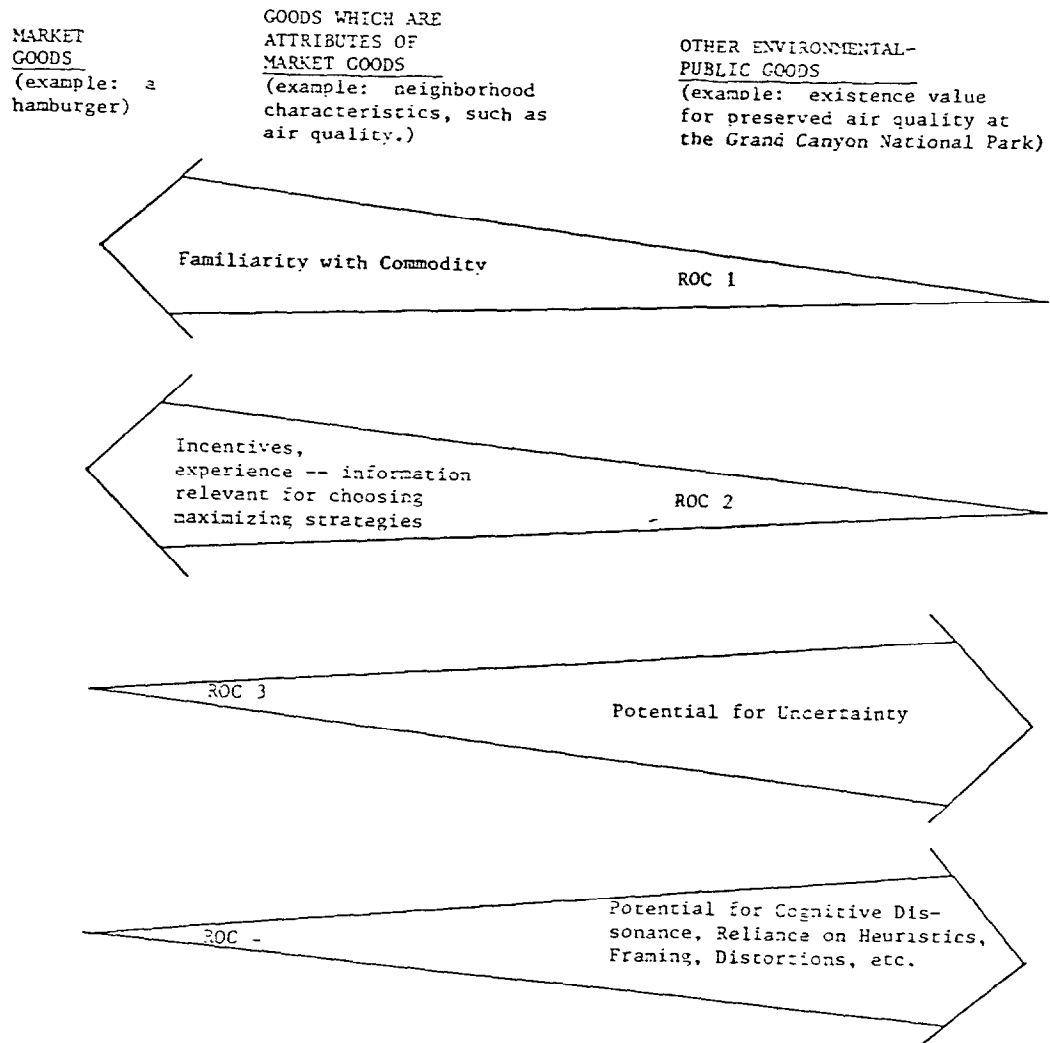 MARKET
GOODS
(example: a
hamburger)
GOODS WHICH ARE
ATTRIBUTES OF
MARKET GOODS
(example: neighborhood
characteristics, such as
air quality.)
OTHER ENVIRONMENTAL-
PUBLIC GOODS
(example: existence value
for preserved air quality at
the Grand Canyon National Park)
Familiarity with Commodity
ROC 1
Incentives,
experience -- information
relevant for choosing
maximizing strategies
ROC 2
ROC 3
Potential for Uncertainty
ROC
Potential for Cognitive Dis-
sonance, Reliance on Heuristics,
Framing, Distortions, etc.